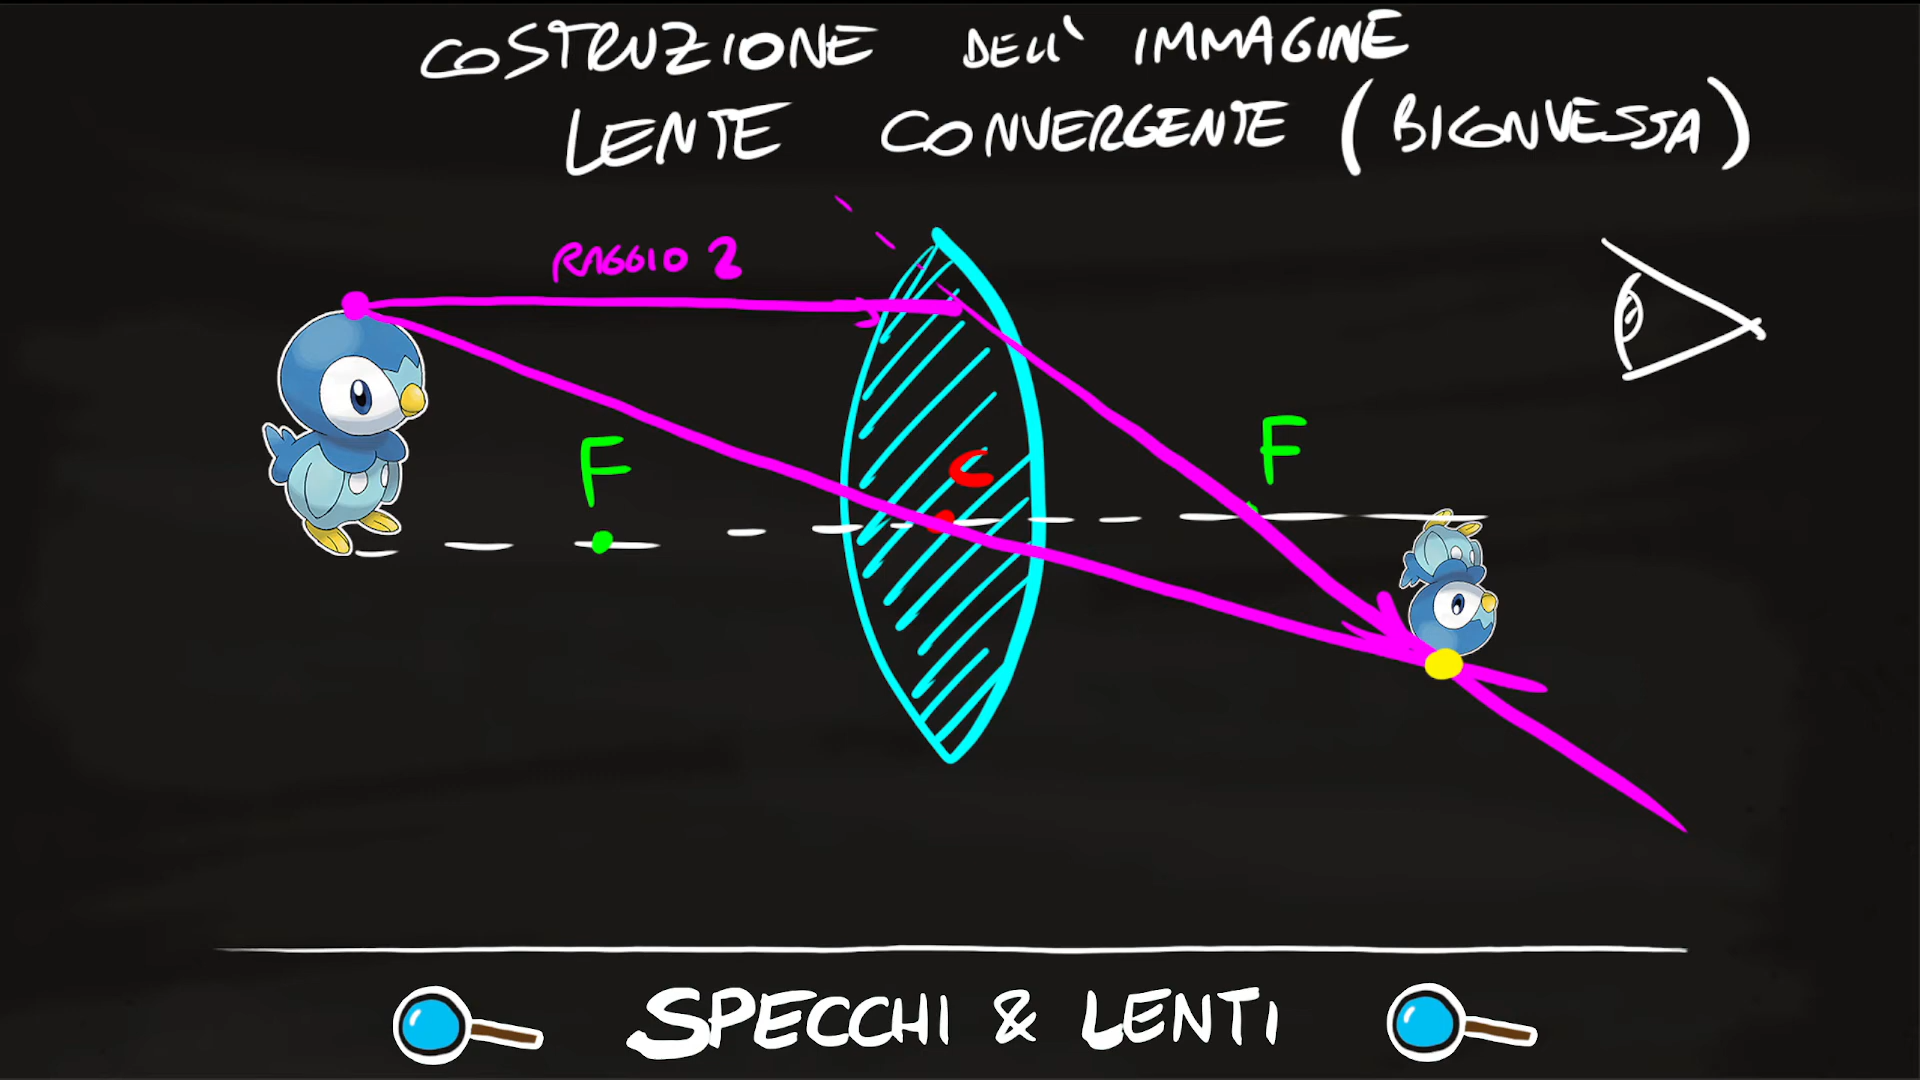 COSTRUZIONE DELL' IMMAGINE
LENTE CONVERGENTE (BICONVESSA)
RAGGIO 2
F
C
F
SPECCHI & LENTI